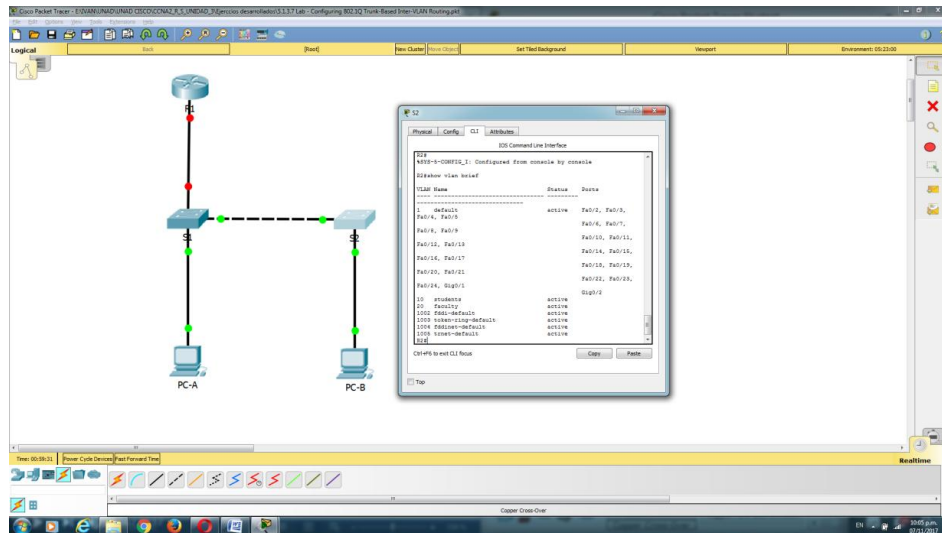 Cisco Packet Tracer - E:\IVAN\UNAD\UNAD CISCO\CCNA2_R_S_UNIDAD_3\Ejerccios desarrollados\5.1.3.7 Lab - Configuring 802.1Q Trunk-Based Inter-VLAN Routing.pkt
File Edit Options View Tools Extensions Help
Logical Back [Root] New Cluster Move Object Set Tiled Background Viewport Environment: 05:23:00
R1
S1
S2
PC-A
PC-B
S2
Physical Config CLI Attributes
IOS Command Line Interface
%SYS-5-CONFIG_I: Configured from console by console
S2#show vlan brief
VLAN Name Status Ports
1 default active Fa0/2, Fa0/3,
Fa0/4, Fa0/5
Fa0/6, Fa0/7,
Fa0/8, Fa0/9
Fa0/10, Fa0/11,
Fa0/12, Fa0/13
Fa0/14, Fa0/15,
Fa0/16, Fa0/17
Fa0/18, Fa0/19,
Fa0/20, Fa0/21
Fa0/22, Fa0/23,
Fa0/24, Gig0/1
Gig0/2
10 students active
20 faculty active
1002 fddi-default active
1003 token-ring-default active
1004 fddinet-default active
1005 trnet-default active
S2#
Ctrl+F6 to exit CLI focus Copy Paste
Top
Time: 00:59:31 Power Cycle Devices Fast Forward Time Realtime
Copper Cross-Over
EN 10:05 p.m.
07/11/2017